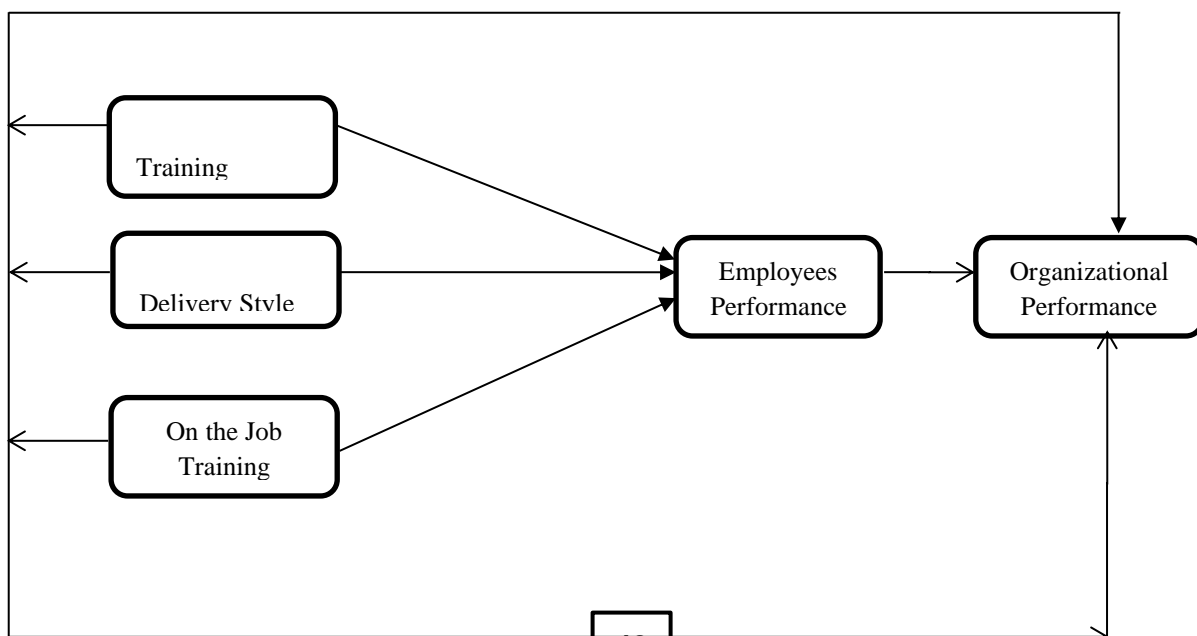 Training
Delivery Style
On the Job
Training
Employees
Performance
Organizational
Performance